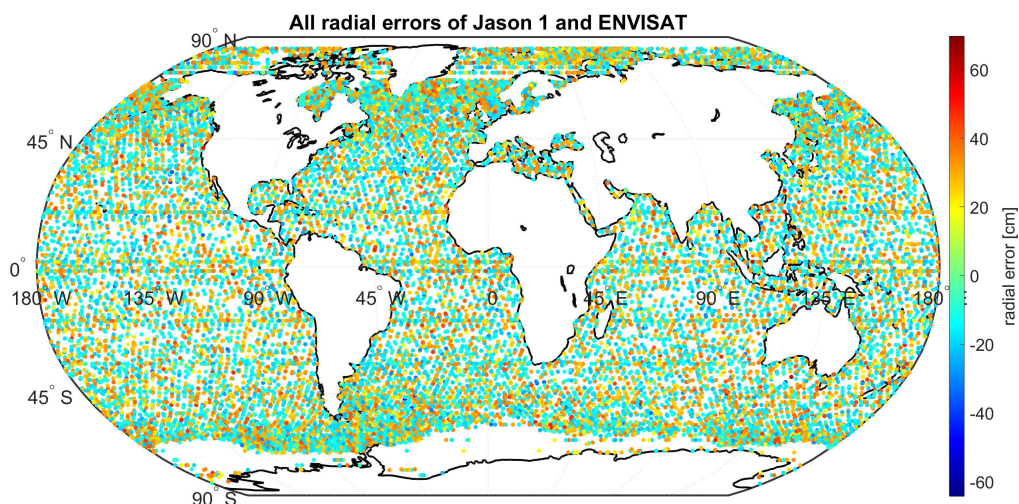 All radial errors of Jason 1 and ENVISAT
90° N
45° N
0°
180° W 135° W 90° W 45° W 0° 45° E 90° E 135° E 180°
45° S
90° S
60
40
20
0
-20
-40
-60
radial error [cm]